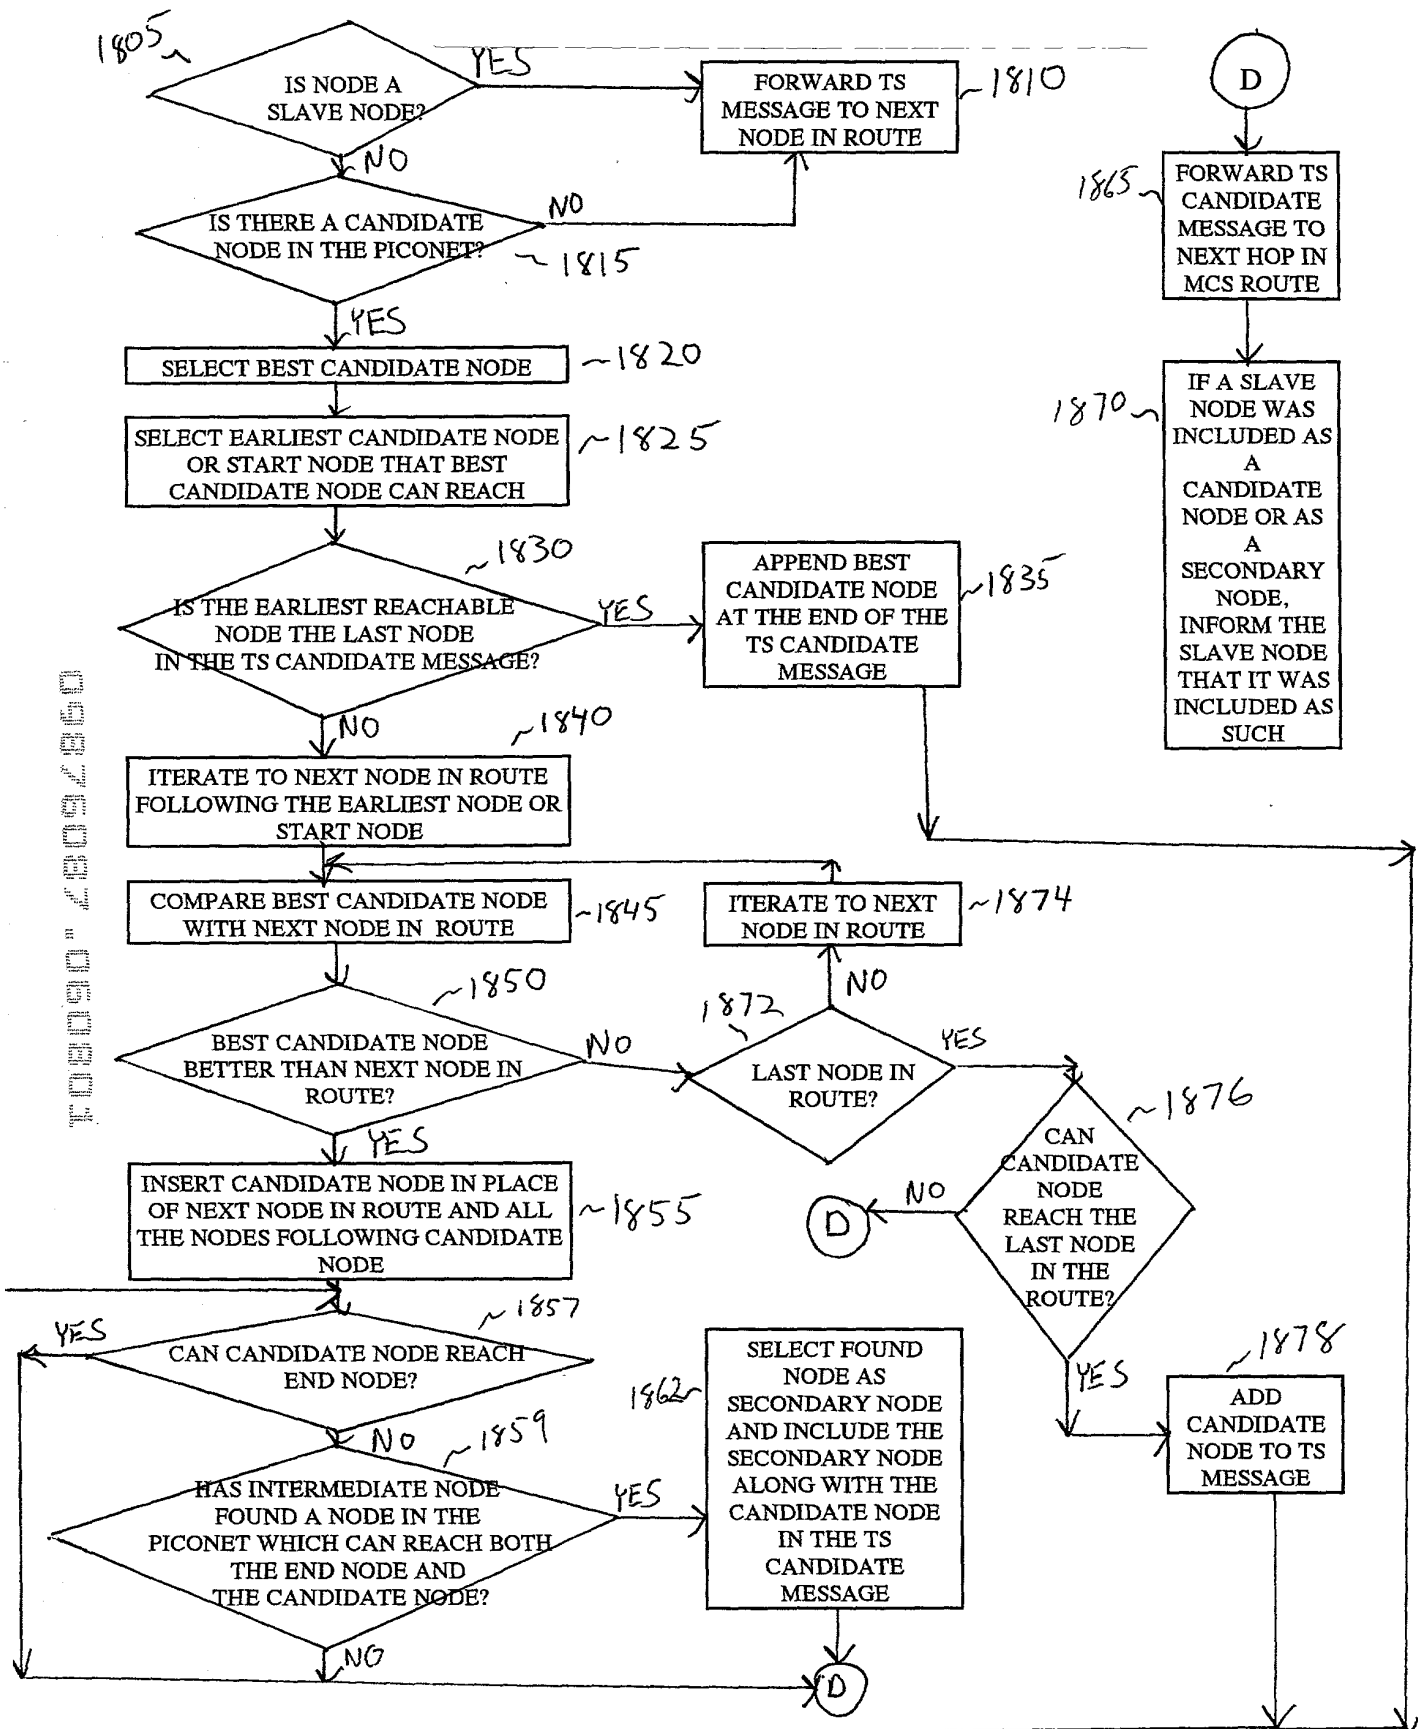 1805
IS NODE A
SLAVE NODE?
YES
FORWARD TS
MESSAGE TO NEXT
NODE IN ROUTE
1810
NO
IS THERE A CANDIDATE
NODE IN THE PICONET?
1815
NO
YES
SELECT BEST CANDIDATE NODE
1820
SELECT EARLIEST CANDIDATE NODE
OR START NODE THAT BEST
CANDIDATE NODE CAN REACH
1825
1830
IS THE EARLIEST REACHABLE
NODE THE LAST NODE
IN THE TS CANDIDATE MESSAGE?
YES
APPEND BEST
CANDIDATE NODE
AT THE END OF THE
TS CANDIDATE
MESSAGE
1835
NO
1840
ITERATE TO NEXT NODE IN ROUTE
FOLLOWING THE EARLIEST NODE OR
START NODE
COMPARE BEST CANDIDATE NODE
WITH NEXT NODE IN ROUTE
1845
ITERATE TO NEXT
NODE IN ROUTE
1874
1850
BEST CANDIDATE NODE
BETTER THAN NEXT NODE IN
ROUTE?
NO
1872
NO
LAST NODE IN
ROUTE?
YES
1876
CAN
CANDIDATE
NODE
REACH THE
LAST NODE
IN THE
ROUTE?
NO
D
YES
1878
ADD
CANDIDATE
NODE TO TS
MESSAGE
YES
INSERT CANDIDATE NODE IN PLACE
OF NEXT NODE IN ROUTE AND ALL
THE NODES FOLLOWING CANDIDATE
NODE
1855
1857
YES
CAN CANDIDATE NODE REACH
END NODE?
NO
1859
HAS INTERMEDIATE NODE
FOUND A NODE IN THE
PICONET WHICH CAN REACH BOTH
THE END NODE AND
THE CANDIDATE NODE?
YES
1862
SELECT FOUND
NODE AS
SECONDARY NODE
AND INCLUDE THE
SECONDARY NODE
ALONG WITH THE
CANDIDATE NODE
IN THE TS
CANDIDATE
MESSAGE
NO
D
D
1865
FORWARD TS
CANDIDATE
MESSAGE TO
NEXT HOP IN
MCS ROUTE
1870
IF A SLAVE
NODE WAS
INCLUDED AS
A
CANDIDATE
NODE OR AS
A
SECONDARY
NODE,
INFORM THE
SLAVE NODE
THAT IT WAS
INCLUDED AS
SUCH
09876087.060801